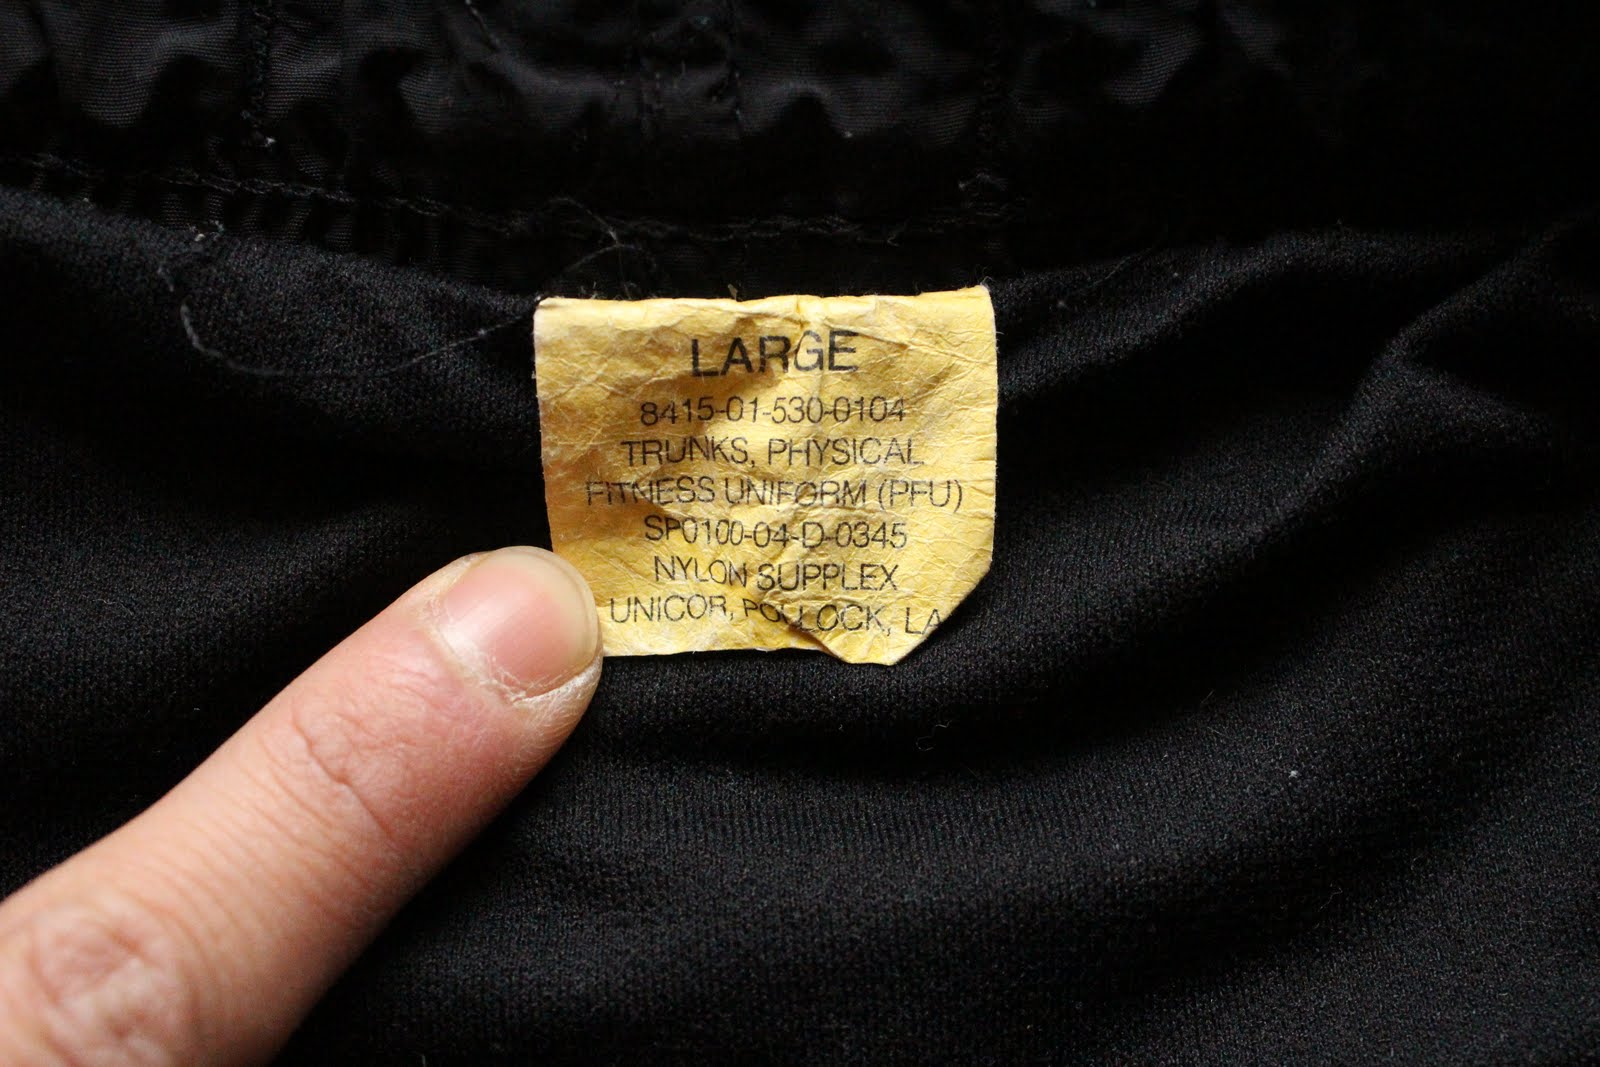 LARGE
8415-01-530-0104
TRUNKS, PHYSICAL
FITNESS UNIFORM (PFU)
SP0100-04-D-0345
NYLON SUPPLEX
UNICOR, POLLOCK, LA